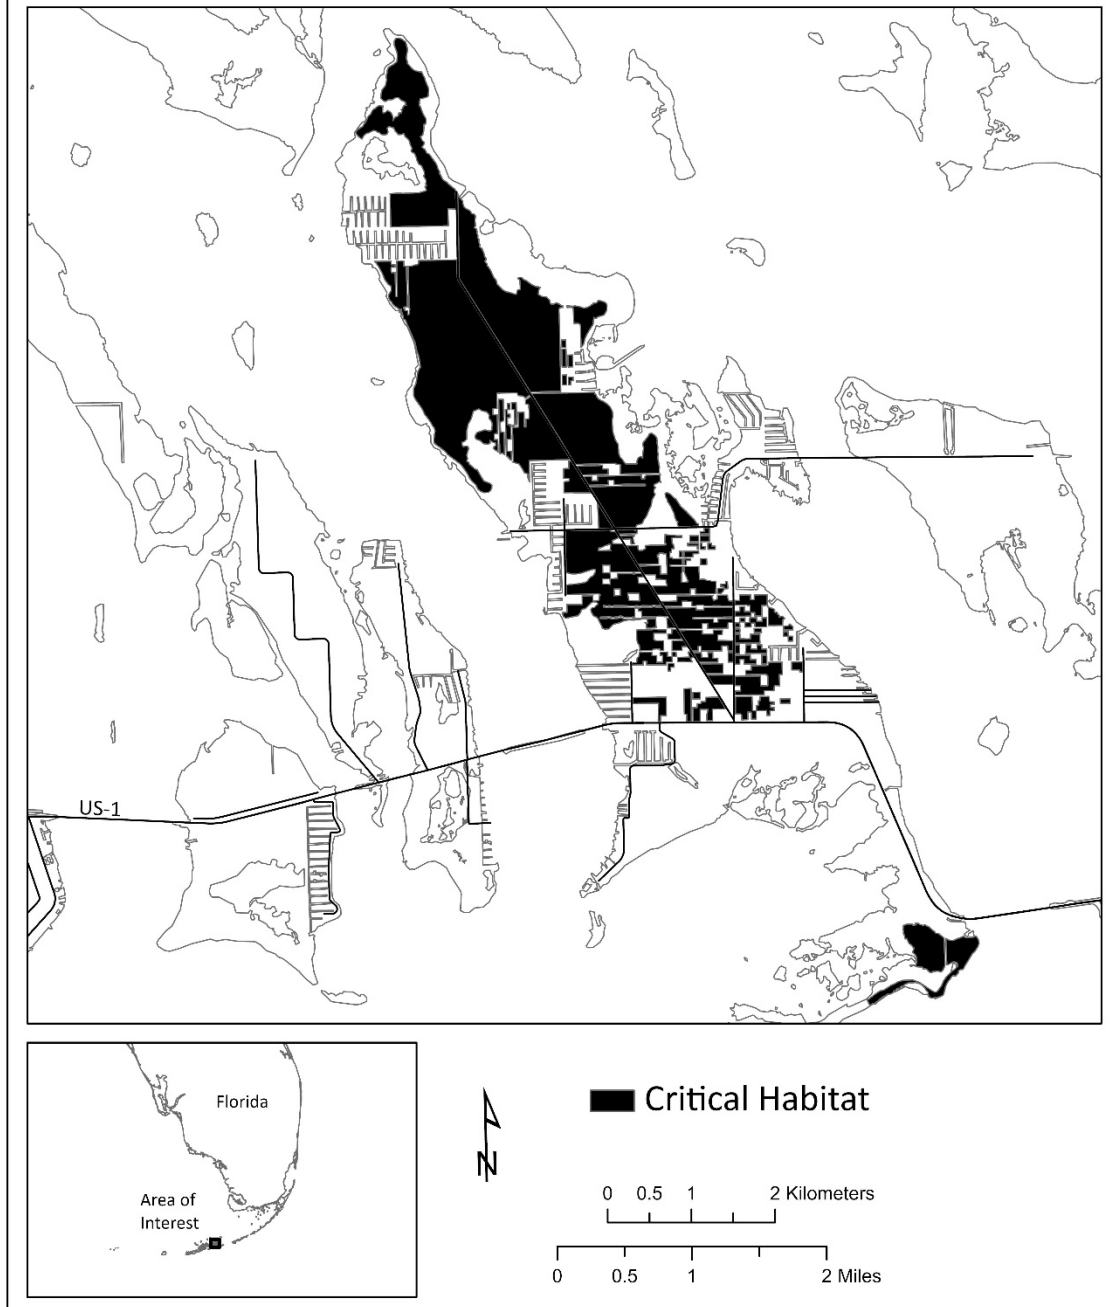 US-1
Florida
Area of
Interest
N
Critical Habitat
0 0.5 1 2 Kilometers
0 0.5 1 2 Miles